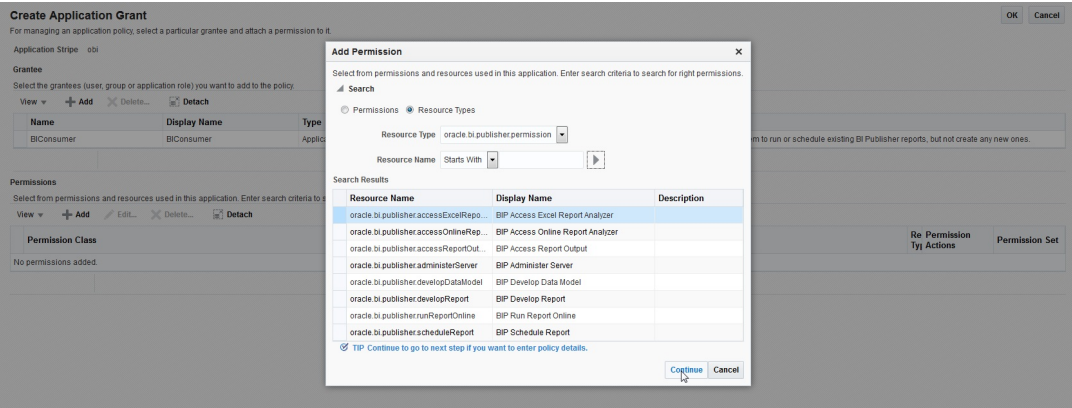 Create Application Grant
OK Cancel
For managing an application policy, select a particular grantee and attach a permission to it.
Application Stripe obi
Grantee
Select the grantees (user, group or application role) you want to add to the policy.
View Add Delete... Detach
Name Display Name Type
BIConsumer BIConsumer Applica
m to run or schedule existing BI Publisher reports, but not create any new ones.
Permissions
Select from permissions and resources used in this application. Enter search criteria to s
View Add Edit... Delete... Detach
Permission Class
Re Permission
Typ Actions
Permission Set
No permissions added.
Add Permission
Select from permissions and resources used in this application. Enter search criteria to search for right permissions.
Search
Permissions Resource Types
Resource Type oracle.bi.publisher.permission
Resource Name Starts With
Search Results
Resource Name Display Name Description
oracle.bi.publisher.accessExcelRepo... BIP Access Excel Report Analyzer
oracle.bi.publisher.accessOnlineRep... BIP Access Online Report Analyzer
oracle.bi.publisher.accessReportOut... BIP Access Report Output
oracle.bi.publisher.administerServer BIP Administer Server
oracle.bi.publisher.developDataModel BIP Develop Data Model
oracle.bi.publisher.developReport BIP Develop Report
oracle.bi.publisher.runReportOnline BIP Run Report Online
oracle.bi.publisher.scheduleReport BIP Schedule Report
TIP Continue to go to next step if you want to enter policy details.
Continue Cancel